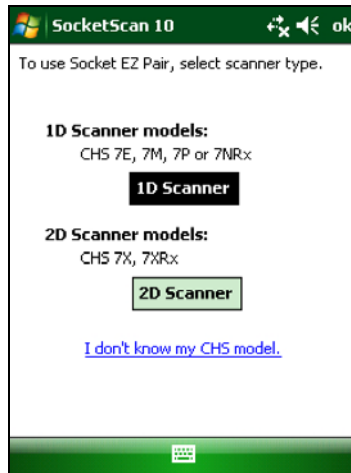 SocketScan 10
ok
To use Socket EZ Pair, select scanner type.
1D Scanner models:
CHS 7E, 7M, 7P or 7NRx
1D Scanner
2D Scanner models:
CHS 7X, 7XRx
2D Scanner
I don't know my CHS model.